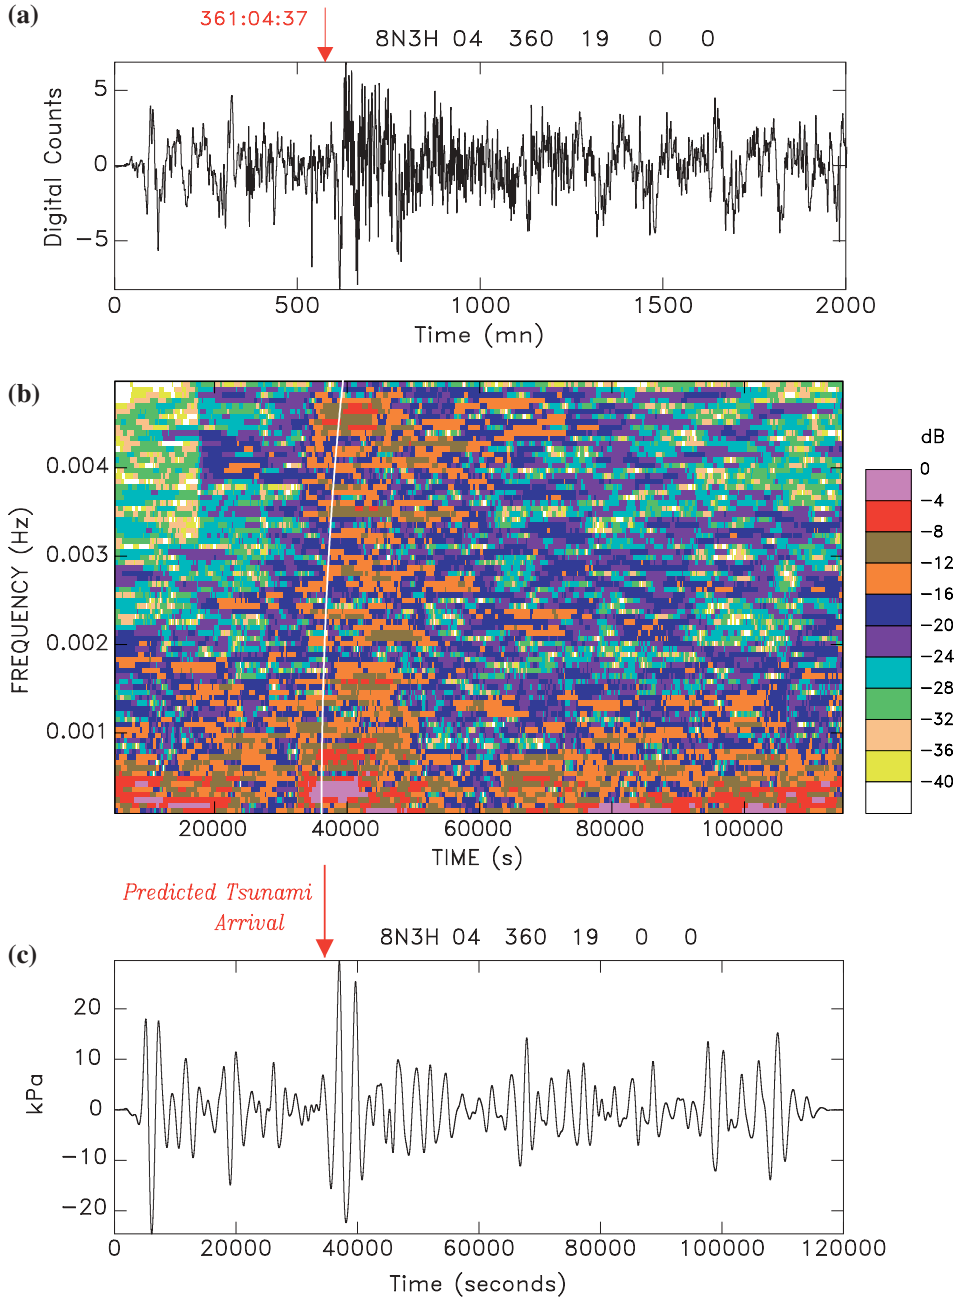 (a)
361:04:37
8N3H 04 360 19 0 0
Digital Counts
5
0
−5
0 500 1000 1500 2000
Time (mn)
(b)
FREQUENCY (Hz)
0.004
0.003
0.002
0.001
20000 40000 60000 80000 100000
TIME (s)
dB
0
−4
−8
−12
−16
−20
−24
−28
−32
−36
−40
Predicted Tsunami
Arrival
(c)
8N3H 04 360 19 0 0
kPa
20
10
0
−10
−20
0 20000 40000 60000 80000 100000 120000
Time (seconds)